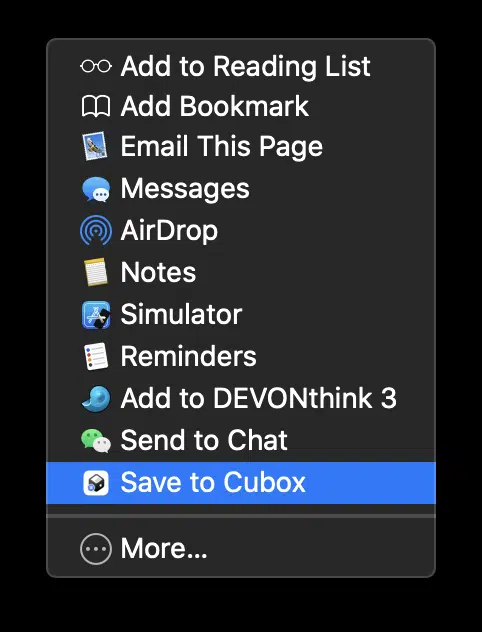 Add to Reading List
Add Bookmark
Email This Page
Messages
AirDrop
Notes
Simulator
Reminders
Add to DEVONthink 3
Send to Chat
Save to Cubox
More...